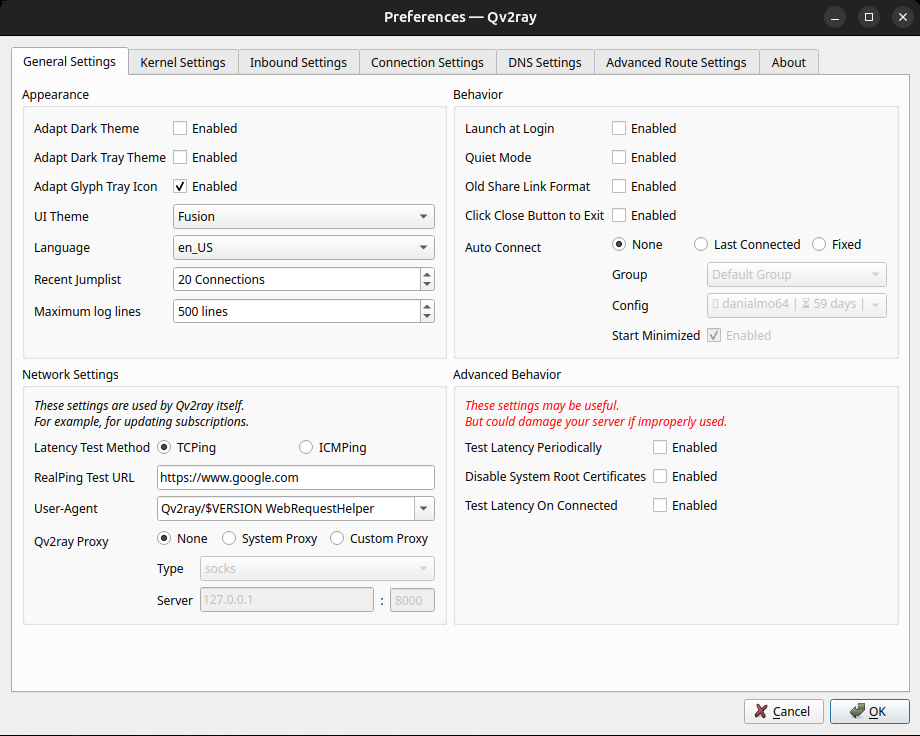 Preferences — Qv2ray
General Settings
Kernel Settings
Inbound Settings
Connection Settings
DNS Settings
Advanced Route Settings
About
Appearance
Adapt Dark Theme Enabled
Adapt Dark Tray Theme Enabled
Adapt Glyph Tray Icon Enabled
UI Theme Fusion
Language en_US
Recent Jumplist 20 Connections
Maximum log lines 500 lines
Behavior
Launch at Login Enabled
Quiet Mode Enabled
Old Share Link Format Enabled
Click Close Button to Exit Enabled
Auto Connect None Last Connected Fixed
Group Default Group
Config danialmo64 | ⏳ 59 days |
Start Minimized Enabled
Network Settings
These settings are used by Qv2ray itself.
For example, for updating subscriptions.
Latency Test Method TCPing ICMPing
RealPing Test URL https://www.google.com
User-Agent Qv2ray/$VERSION WebRequestHelper
Qv2ray Proxy None System Proxy Custom Proxy
Type socks
Server 127.0.0.1 : 8000
Advanced Behavior
These settings may be useful.
But could damage your server if improperly used.
Test Latency Periodically Enabled
Disable System Root Certificates Enabled
Test Latency On Connected Enabled
Cancel
OK